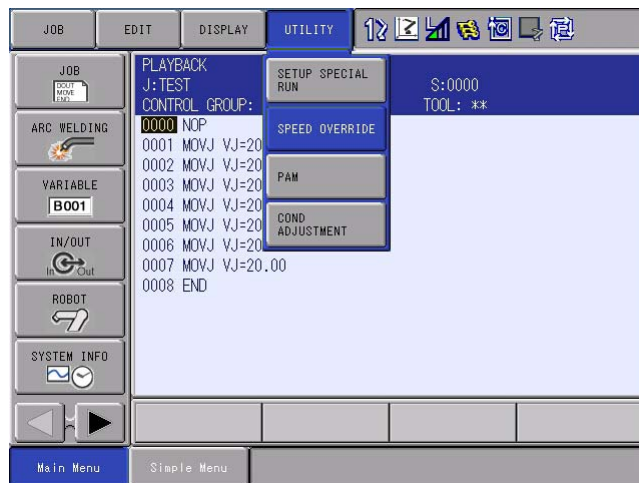 JOB
EDIT
DISPLAY
UTILITY
JOB
DOUT
MOVE
END
ARC WELDING
VARIABLE
B001
IN/OUT
In Out
ROBOT
SYSTEM INFO
PLAYBACK
J:TEST
S:0000
CONTROL GROUP:
TOOL: **
0000 NOP
0001 MOVJ VJ=20
0002 MOVJ VJ=20
0003 MOVJ VJ=20
0004 MOVJ VJ=20
0005 MOVJ VJ=20
0006 MOVJ VJ=20
0007 MOVJ VJ=20.00
0008 END
SETUP SPECIAL
RUN
SPEED OVERRIDE
PAM
COND
ADJUSTMENT
Main Menu
Simple Menu